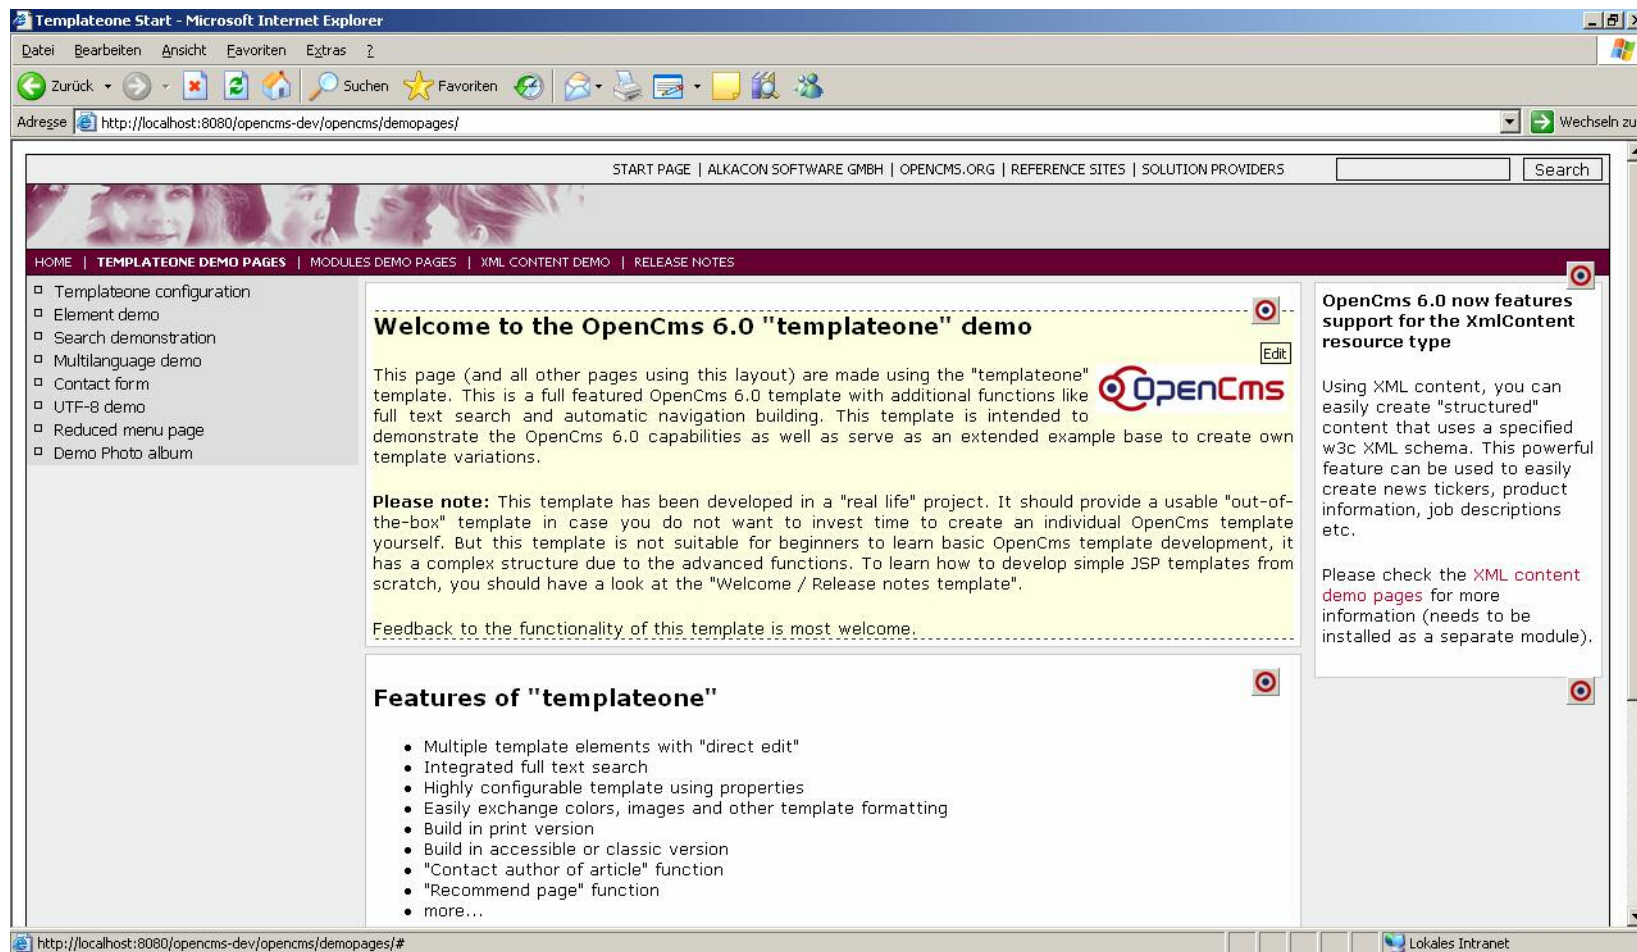 Templateone Start - Microsoft Internet Explorer
Datei Bearbeiten Ansicht Favoriten Extras ?
Zurück Suchen Favoriten
Adresse http://localhost:8080/opencms-dev/opencms/demopages/ Wechseln zu
START PAGE | ALKACON SOFTWARE GMBH | OPENCMS.ORG | REFERENCE SITES | SOLUTION PROVIDERS Search
HOME | TEMPLATEONE DEMO PAGES | MODULES DEMO PAGES | XML CONTENT DEMO | RELEASE NOTES
Templateone configuration
Element demo
Search demonstration
Multilanguage demo
Contact form
UTF-8 demo
Reduced menu page
Demo Photo album
Welcome to the OpenCms 6.0 "templateone" demo
Edit
This page (and all other pages using this layout) are made using the "templateone"
template. This is a full featured OpenCms 6.0 template with additional functions like
full text search and automatic navigation building. This template is intended to
demonstrate the OpenCms 6.0 capabilities as well as serve as an extended example base to create own
template variations.
OpenCms
Please note: This template has been developed in a "real life" project. It should provide a usable "out-of-
the-box" template in case you do not want to invest time to create an individual OpenCms template
yourself. But this template is not suitable for beginners to learn basic OpenCms template development, it
has a complex structure due to the advanced functions. To learn how to develop simple JSP templates from
scratch, you should have a look at the "Welcome / Release notes template".
Feedback to the functionality of this template is most welcome.
Features of "templateone"
• Multiple template elements with "direct edit"
• Integrated full text search
• Highly configurable template using properties
• Easily exchange colors, images and other template formatting
• Build in print version
• Build in accessible or classic version
• "Contact author of article" function
• "Recommend page" function
• more...
OpenCms 6.0 now features
support for the XmlContent
resource type
Using XML content, you can
easily create "structured"
content that uses a specified
w3c XML schema. This powerful
feature can be used to easily
create news tickers, product
information, job descriptions
etc.
Please check the XML content
demo pages for more
information (needs to be
installed as a separate module).
http://localhost:8080/opencms-dev/opencms/demopages/# Lokales Intranet